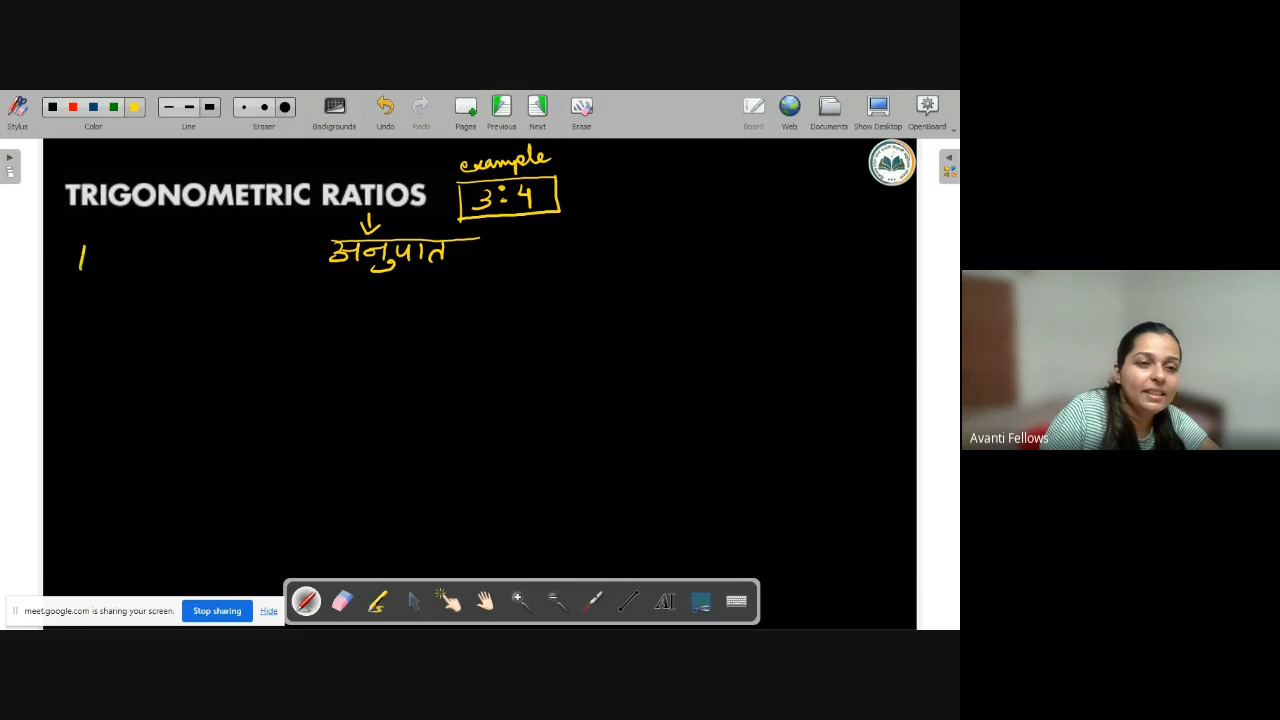 Stylus
Color
Line
Eraser
Backgrounds
Undo
Redo
Pages
Previous
Next
Erase
Board
Web
Documents
Show Desktop
OpenBoard
example
TRIGONOMETRIC RATIOS
3:4
अनुपात
Avanti Fellows
meet.google.com is sharing your screen.
Stop sharing
Hide
AI